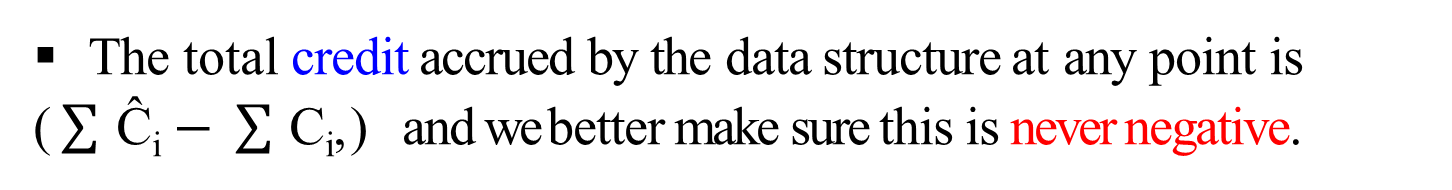 ▪ The total credit accrued by the data structure at any point is
(∑ Ĉᵢ − ∑ Cᵢ,) and we better make sure this is never negative.